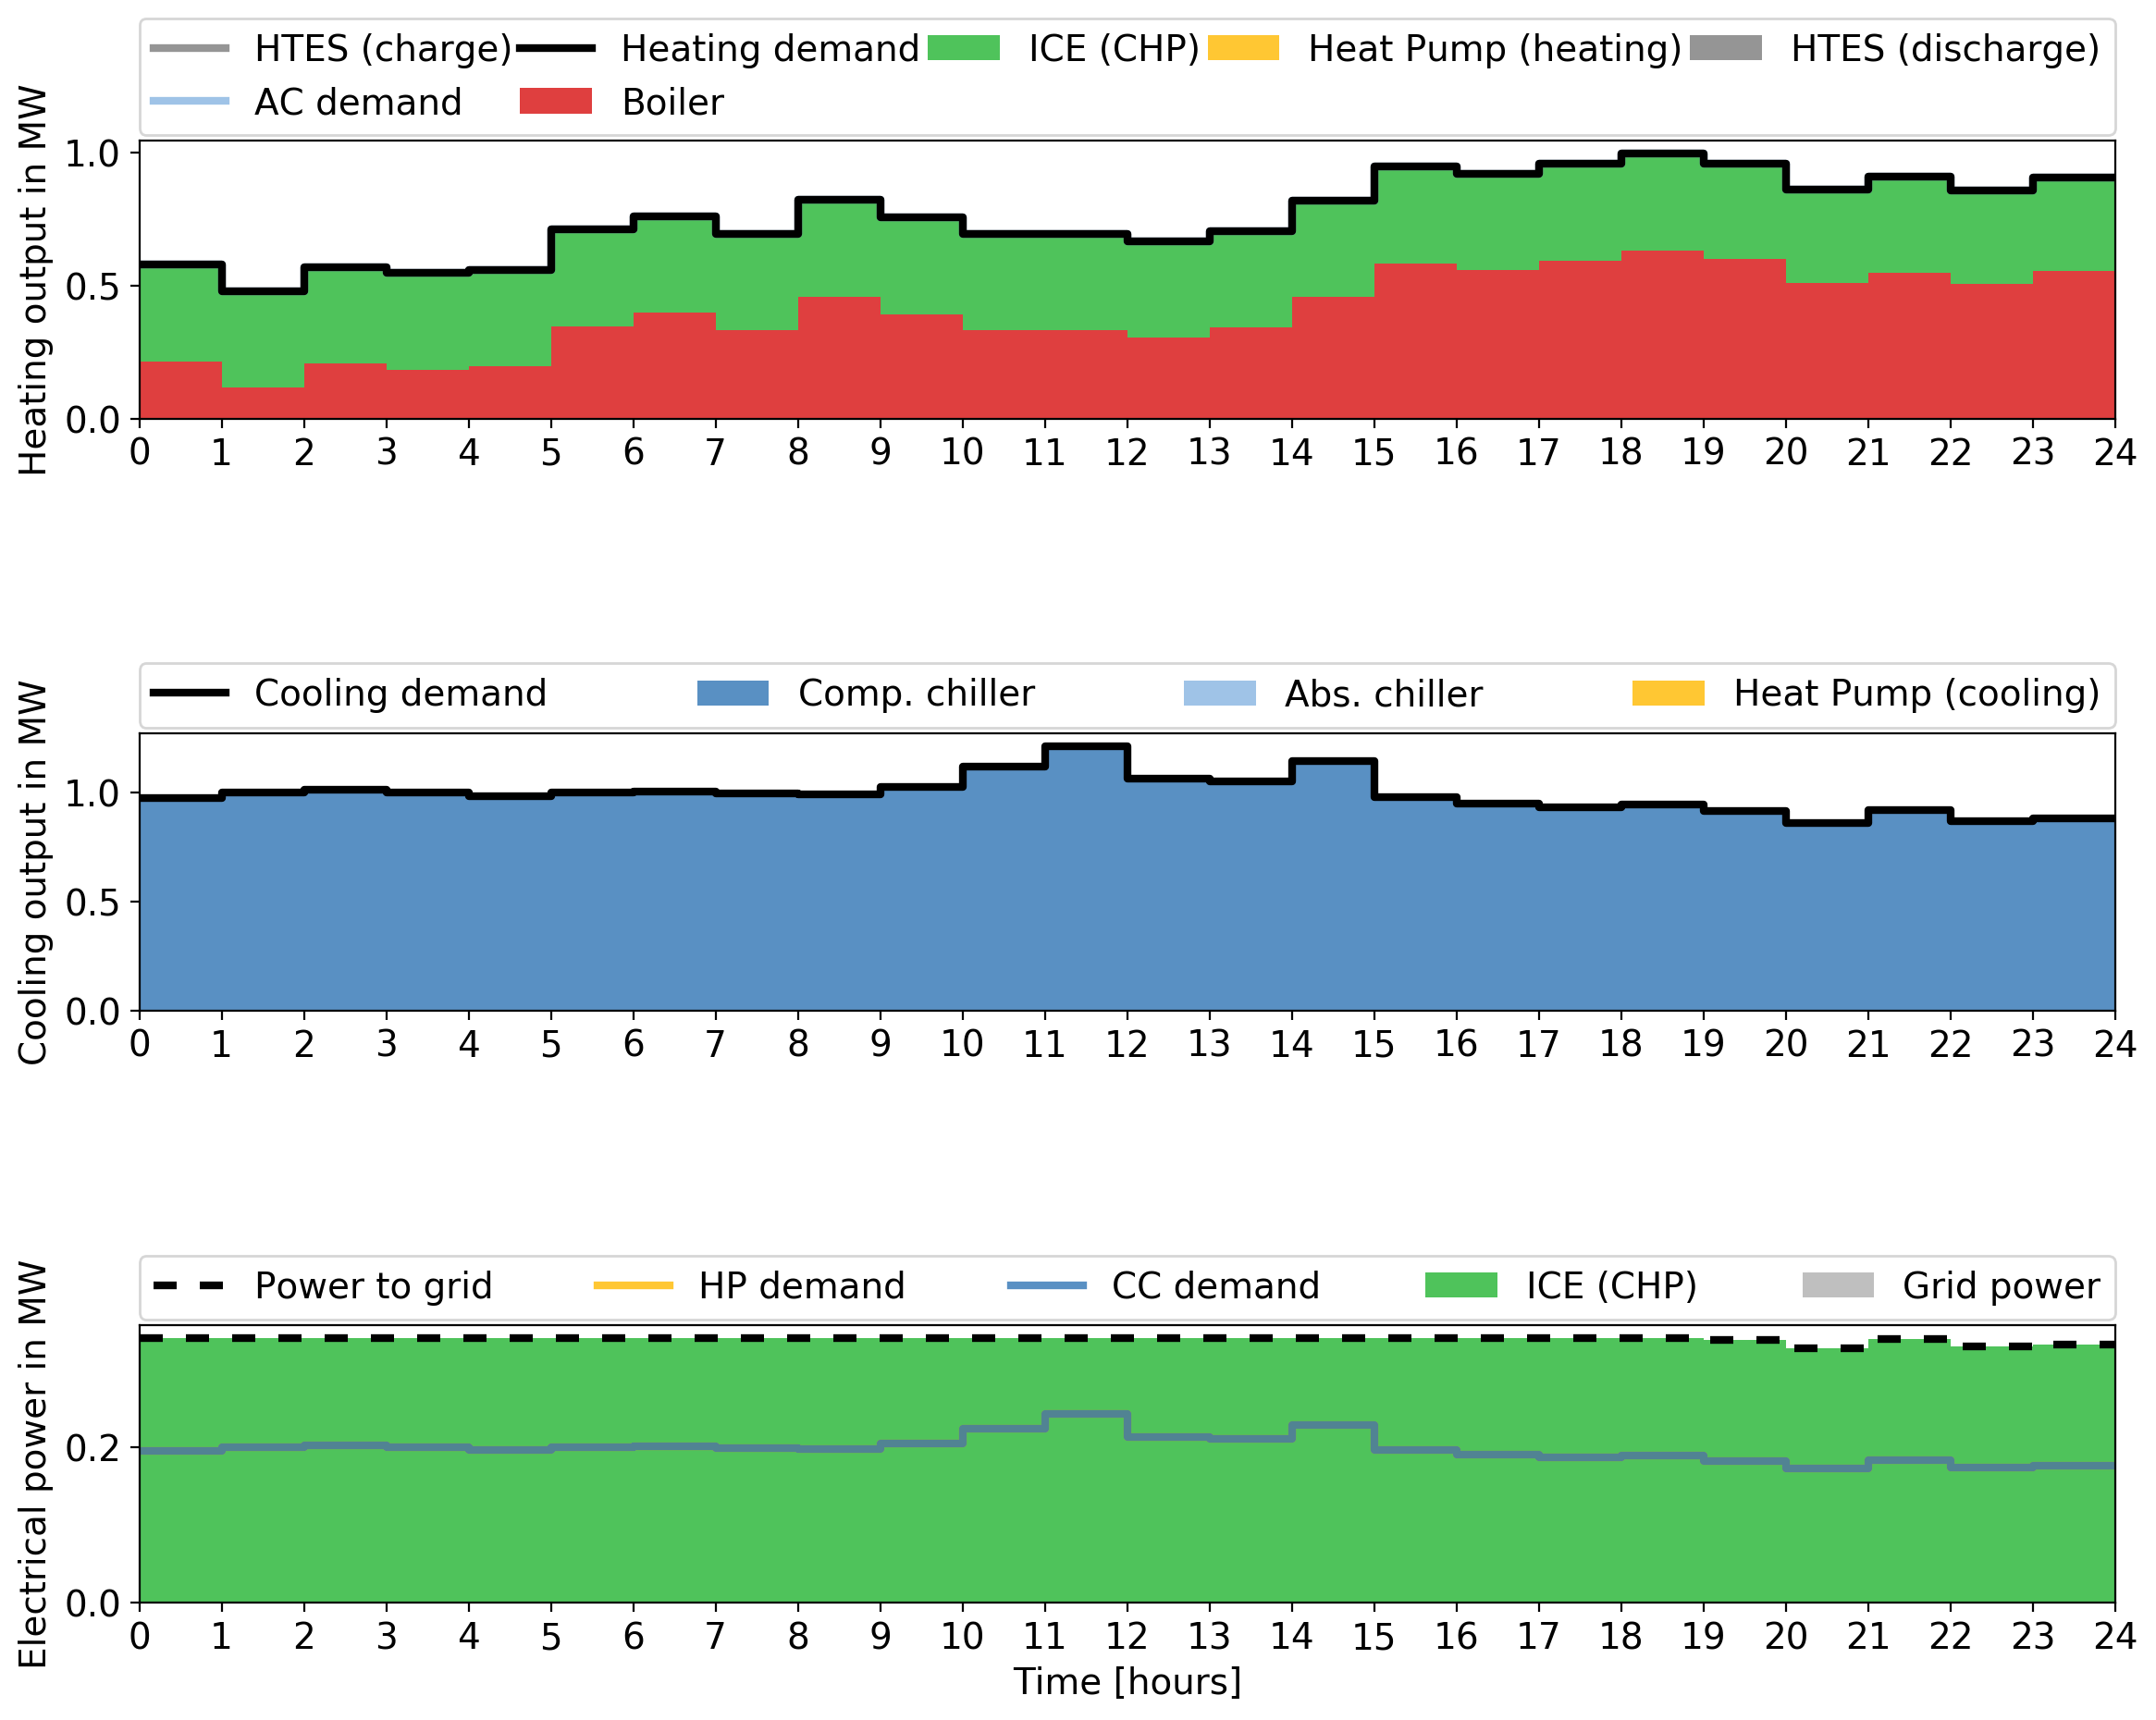 HTES (charge) Heating demand ICE (CHP) Heat Pump (heating) HTES (discharge)
AC demand Boiler
Heating output in MW
1.0
0.5
0.0
0 1 2 3 4 5 6 7 8 9 10 11 12 13 14 15 16 17 18 19 20 21 22 23 24
Cooling demand Comp. chiller Abs. chiller Heat Pump (cooling)
Cooling output in MW
1.0
0.5
0.0
0 1 2 3 4 5 6 7 8 9 10 11 12 13 14 15 16 17 18 19 20 21 22 23 24
Power to grid HP demand CC demand ICE (CHP) Grid power
Electrical power in MW
0.2
0.0
0 1 2 3 4 5 6 7 8 9 10 11 12 13 14 15 16 17 18 19 20 21 22 23 24
Time [hours]